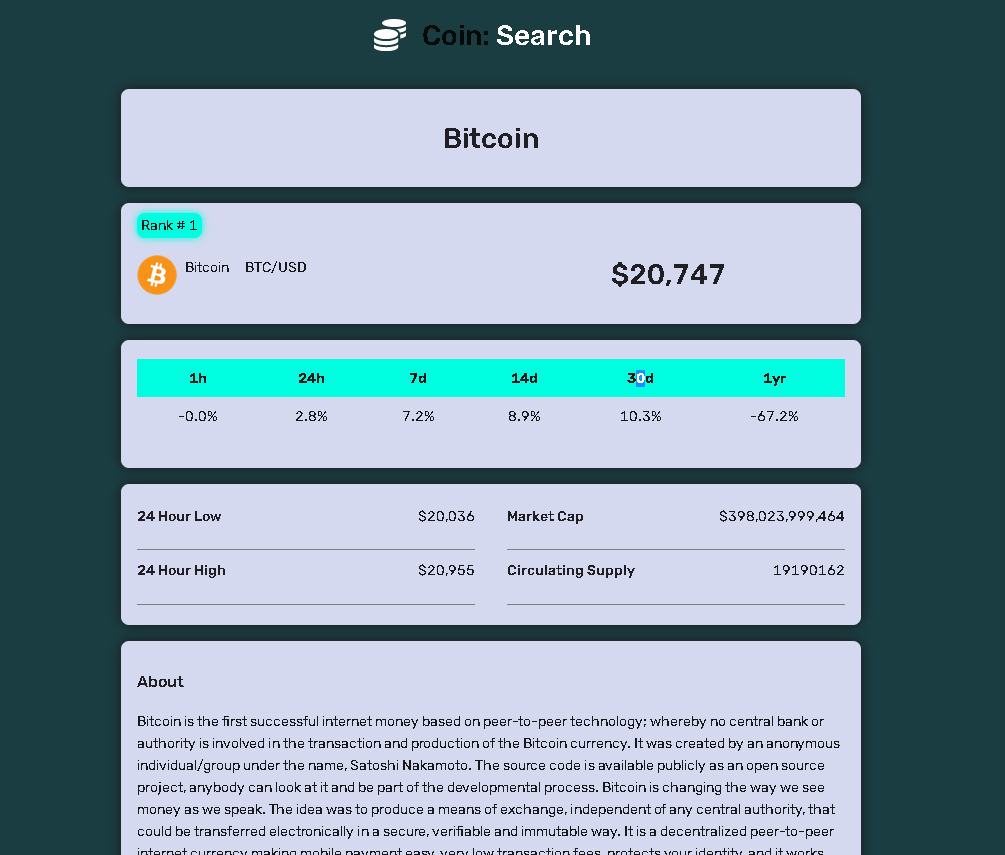 Coin: Search
Bitcoin
Rank # 1
Bitcoin BTC/USD
$20,747
1h 24h 7d 14d 30d 1yr
-0.0% 2.8% 7.2% 8.9% 10.3% -67.2%
24 Hour Low $20,036 Market Cap $398,023,999,464
24 Hour High $20,955 Circulating Supply 19190162
About
Bitcoin is the first successful internet money based on peer-to-peer technology; whereby no central bank or
authority is involved in the transaction and production of the Bitcoin currency. It was created by an anonymous
individual/group under the name, Satoshi Nakamoto. The source code is available publicly as an open source
project, anybody can look at it and be part of the developmental process. Bitcoin is changing the way we see
money as we speak. The idea was to produce a means of exchange, independent of any central authority, that
could be transferred electronically in a secure, verifiable and immutable way. It is a decentralized peer-to-peer
internet currency making mobile payment easy, very low transaction fees, protects your identity, and it works